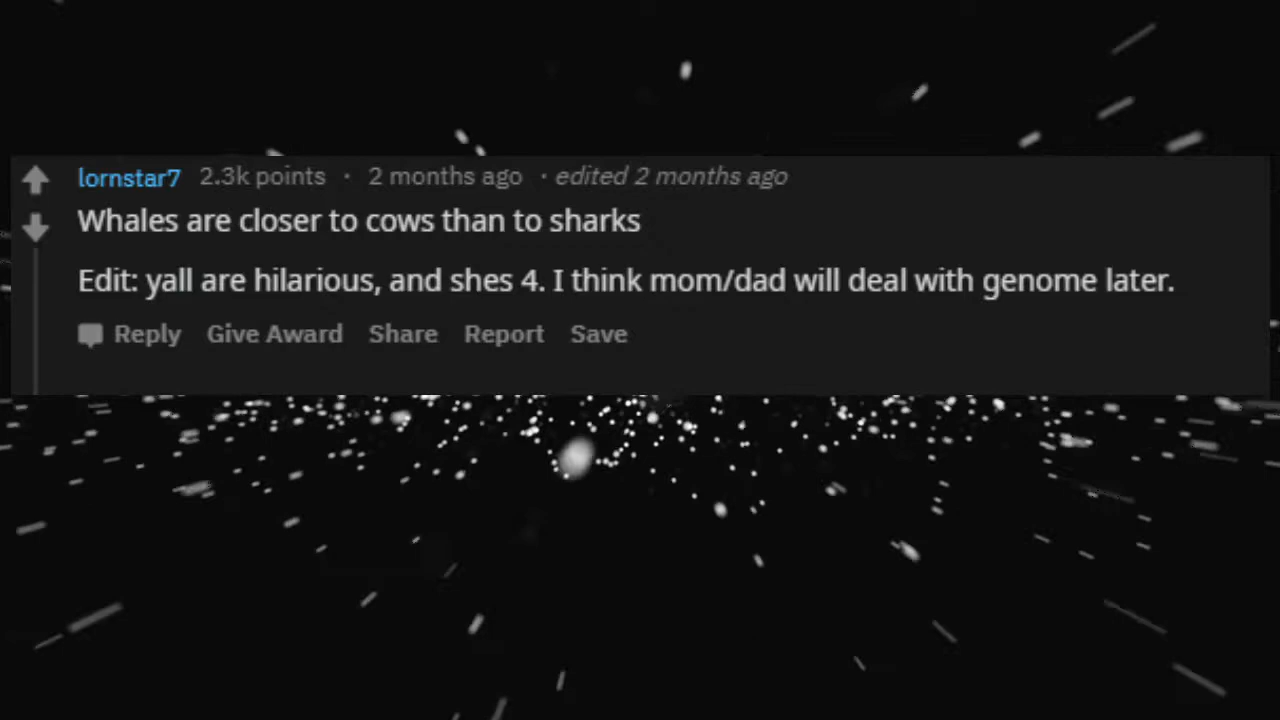 lornstar7 2.3k points · 2 months ago · edited 2 months ago
Whales are closer to cows than to sharks
Edit: yall are hilarious, and shes 4. I think mom/dad will deal with genome later.
Reply Give Award Share Report Save